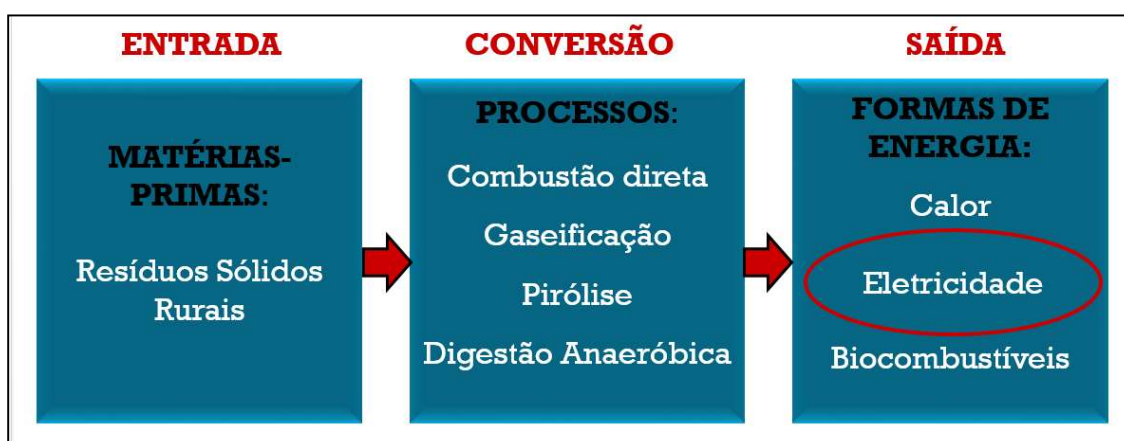 ENTRADA
MATÉRIAS-
PRIMAS:
Resíduos Sólidos
Rurais
CONVERSÃO
PROCESSOS:
Combustão direta
Gaseificação
Pirólise
Digestão Anaeróbica
SAÍDA
FORMAS DE
ENERGIA:
Calor
Eletricidade
Biocombustíveis